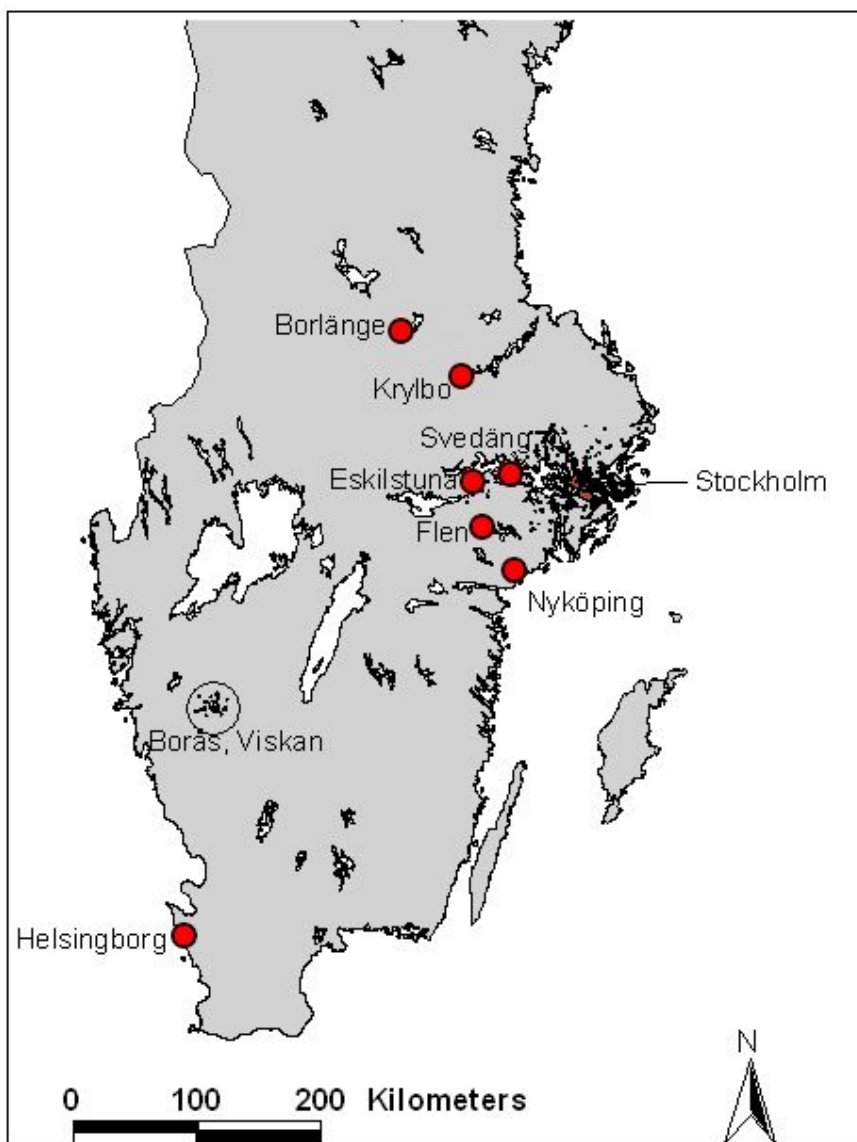 Borlänge
Krylbo
Svedäng
Eskilstuna
Stockholm
Flen
Nyköping
Borås, Viskan
Helsingborg
N
0 100 200 Kilometers